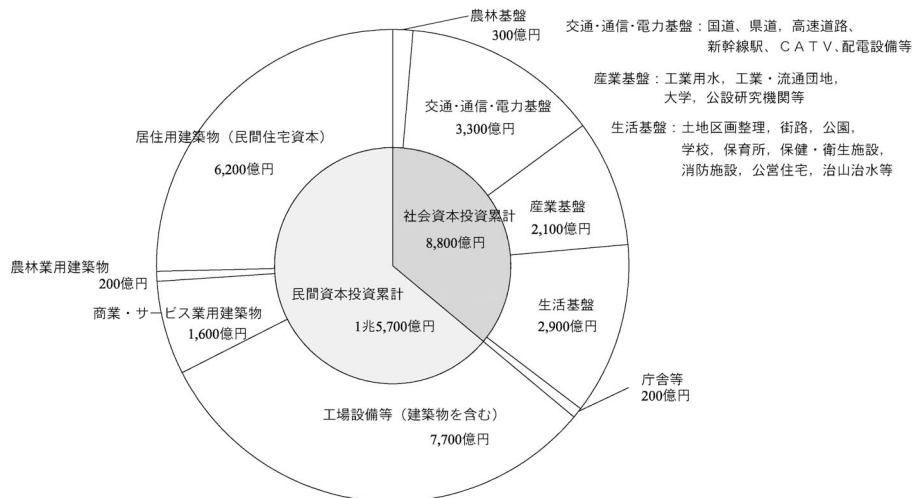 農林基盤
300億円
交通・通信・電力基盤
3,300億円
産業基盤
2,100億円
生活基盤
2,900億円
庁舎等
200億円
工場設備等（建築物を含む）
7,700億円
商業・サービス業用建築物
1,600億円
農林業用建築物
200億円
居住用建築物（民間住宅資本）
6,200億円
社会資本投資累計
8,800億円
民間資本投資累計
1兆5,700億円
交通・通信・電力基盤：国道、県道，高速道路、
新幹線駅、ＣＡＴＶ、配電設備等
産業基盤：工業用水，工業・流通団地，
大学，公設研究機関等
生活基盤：土地区画整理，街路，公園，
学校，保育所，保健・衛生施設，
消防施設，公営住宅，治山治水等